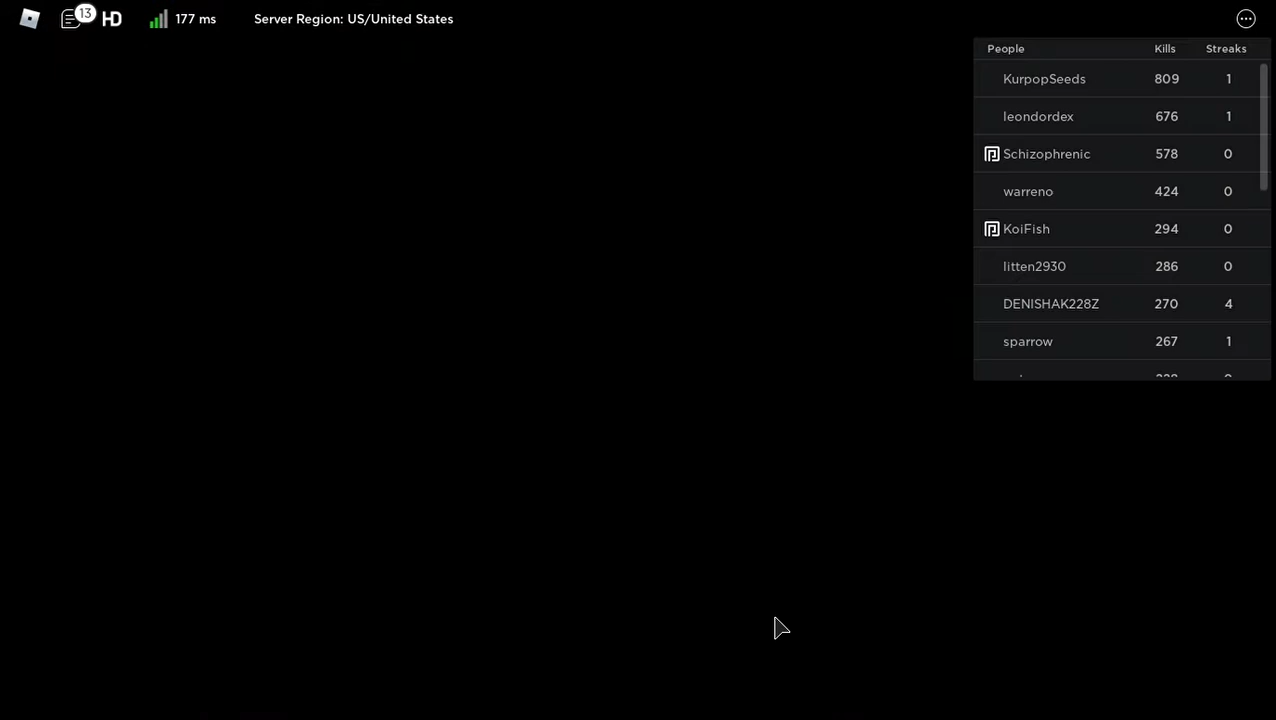 13 HD 177 ms Server Region: US/United States
People Kills Streaks
KurpopSeeds 809 1
leondordex 676 1
Schizophrenic 578 0
warreno 424 0
KoiFish 294 0
litten2930 286 0
DENISHAK228Z 270 4
sparrow 267 1